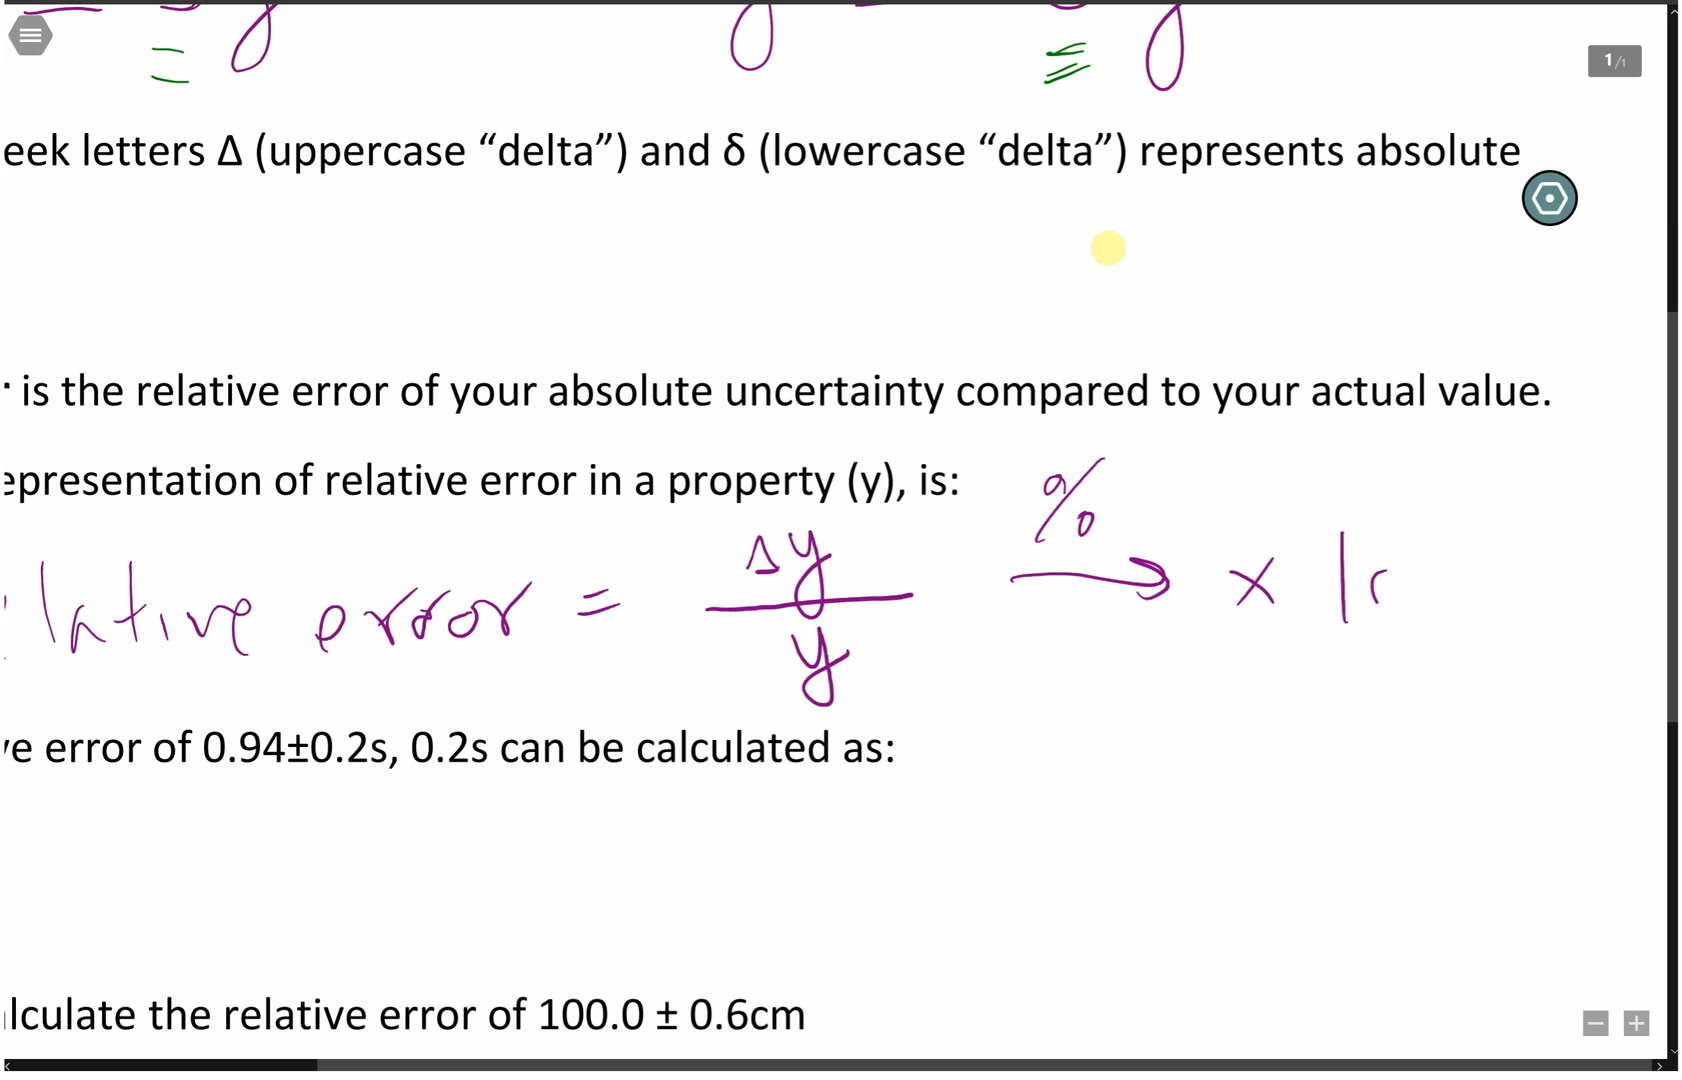 1/1
eek letters Δ (uppercase “delta”) and δ (lowercase “delta”) represents absolute
is the relative error of your absolute uncertainty compared to your actual value.
epresentation of relative error in a property (y), is:
%
lative error = Δy / y → x 1
ve error of 0.94±0.2s, 0.2s can be calculated as:
lculate the relative error of 100.0 ± 0.6cm